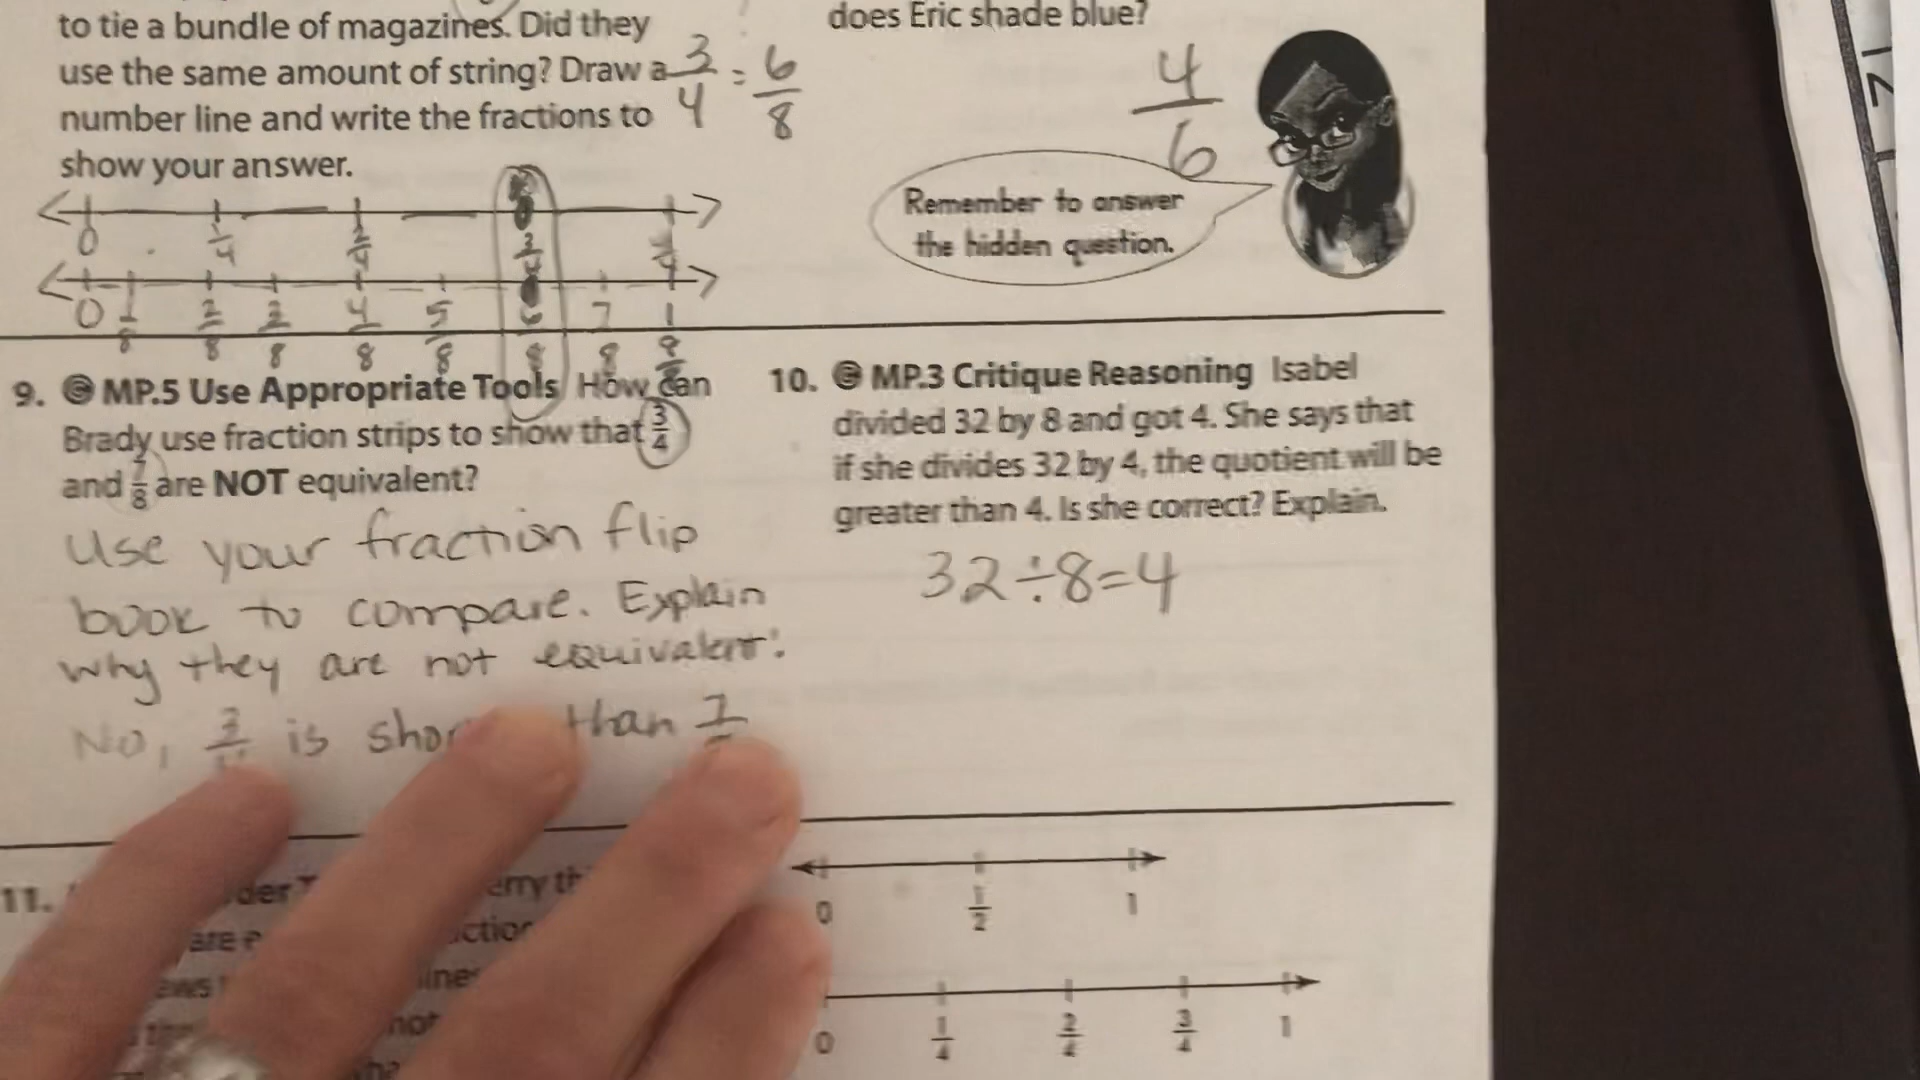 to tie a bundle of magazines. Did they
use the same amount of string? Draw a
number line and write the fractions to
show your answer.
3/4 = 6/8
0 1/4 2/4 3/4 4/4
0 1/8 2/8 3/8 4/8 5/8 6/8 7/8 8/8
does Eric shade blue?
4/6
Remember to answer
the hidden question.
9. MP.5 Use Appropriate Tools How can
Brady use fraction strips to show that 3/4
and 7/8 are NOT equivalent?
Use your fraction flip
book to compare. Explain
why they are not equivalent.
No, 3/4 is than 7
10. MP.3 Critique Reasoning Isabel
divided 32 by 8 and got 4. She says that
if she divides 32 by 4, the quotient will be
greater than 4. Is she correct? Explain.
32÷8=4
11.
0 1/2 1
0 1/4 2/4 3/4 1